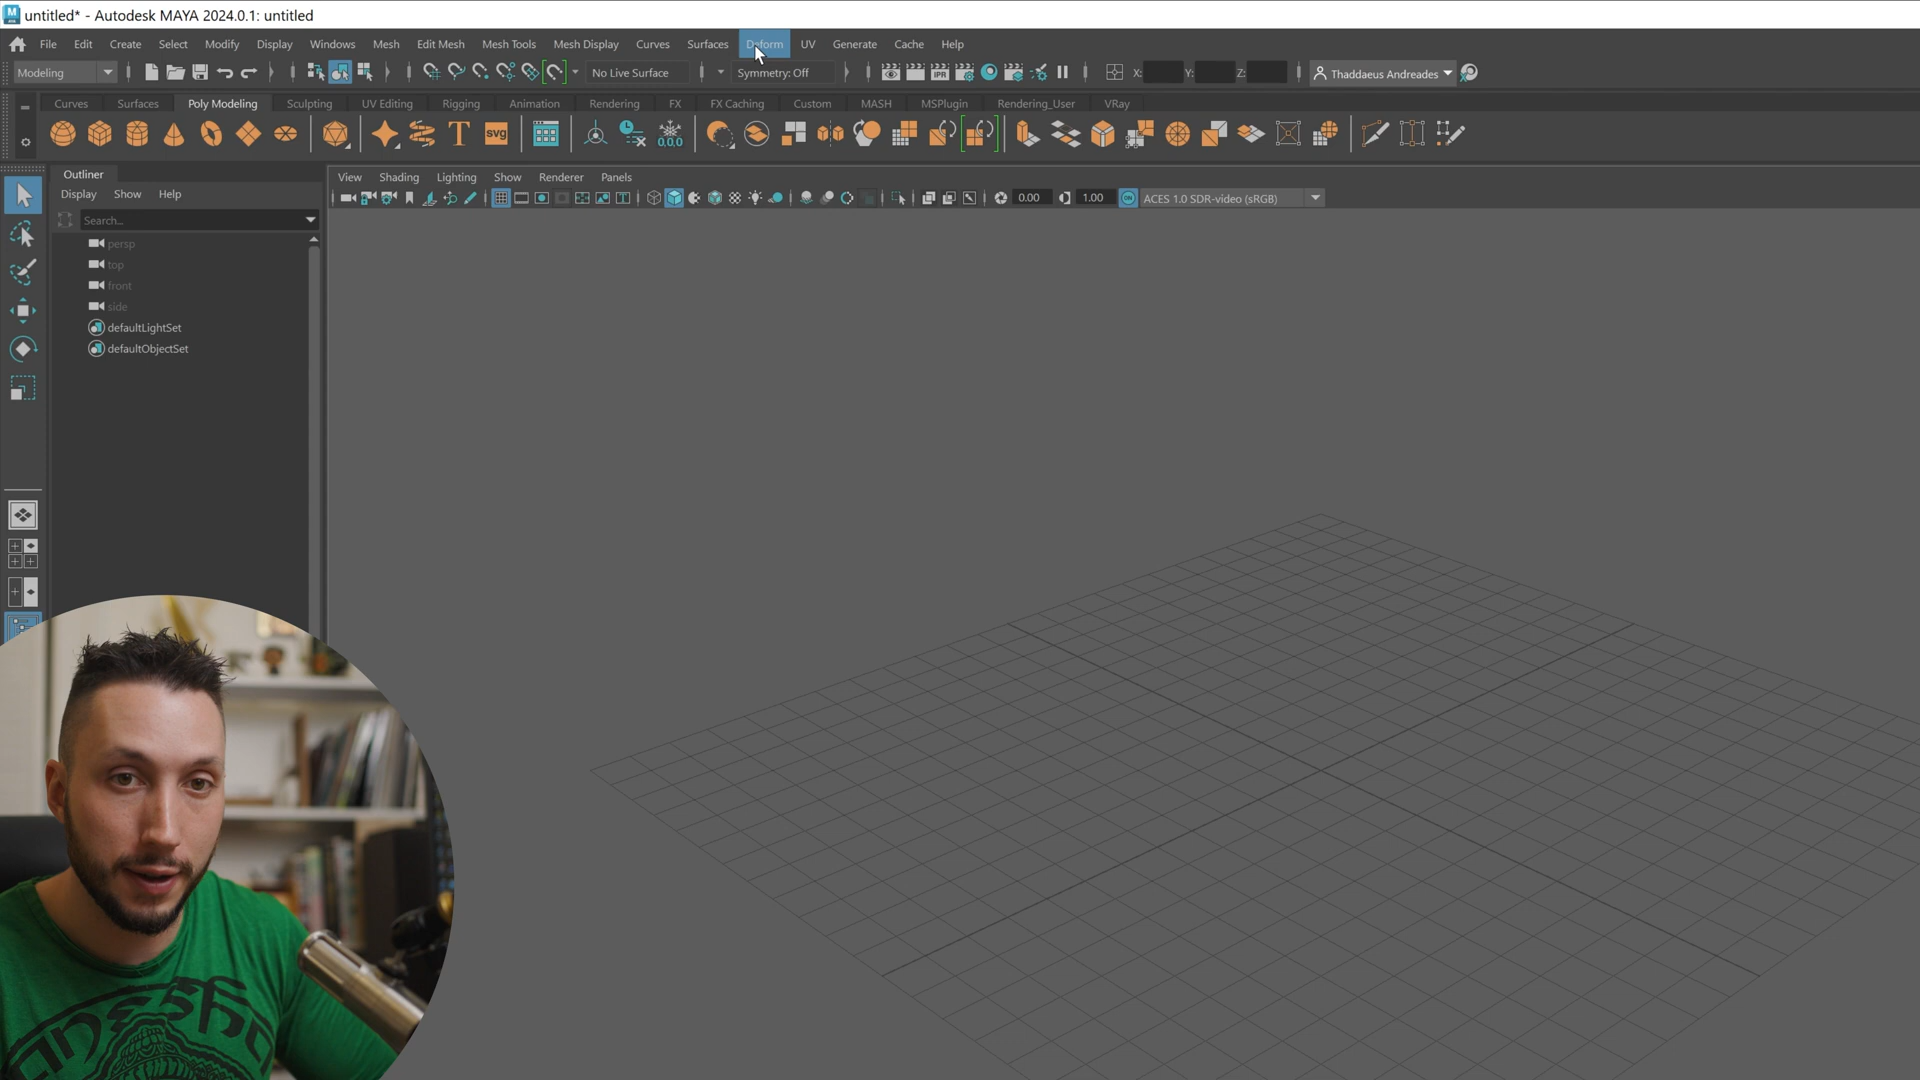 untitled* - Autodesk MAYA 2024.0.1: untitled
File Edit Create Select Modify Display Windows Mesh Edit Mesh Mesh Tools Mesh Display Curves Surfaces Deform UV Generate Cache Help
Modeling No Live Surface Symmetry: Off IPR X: Y: Z: Thaddaeus Andreades
Curves Surfaces Poly Modeling Sculpting UV Editing Rigging Animation Rendering FX FX Caching Custom MASH MSPlugin Rendering_User VRay
T svg 0,0,0
Outliner
Display Show Help
Search...
persp
top
front
side
defaultLightSet
defaultObjectSet
View Shading Lighting Show Renderer Panels
0.00 1.00 ACES 1.0 SDR-video (sRGB)